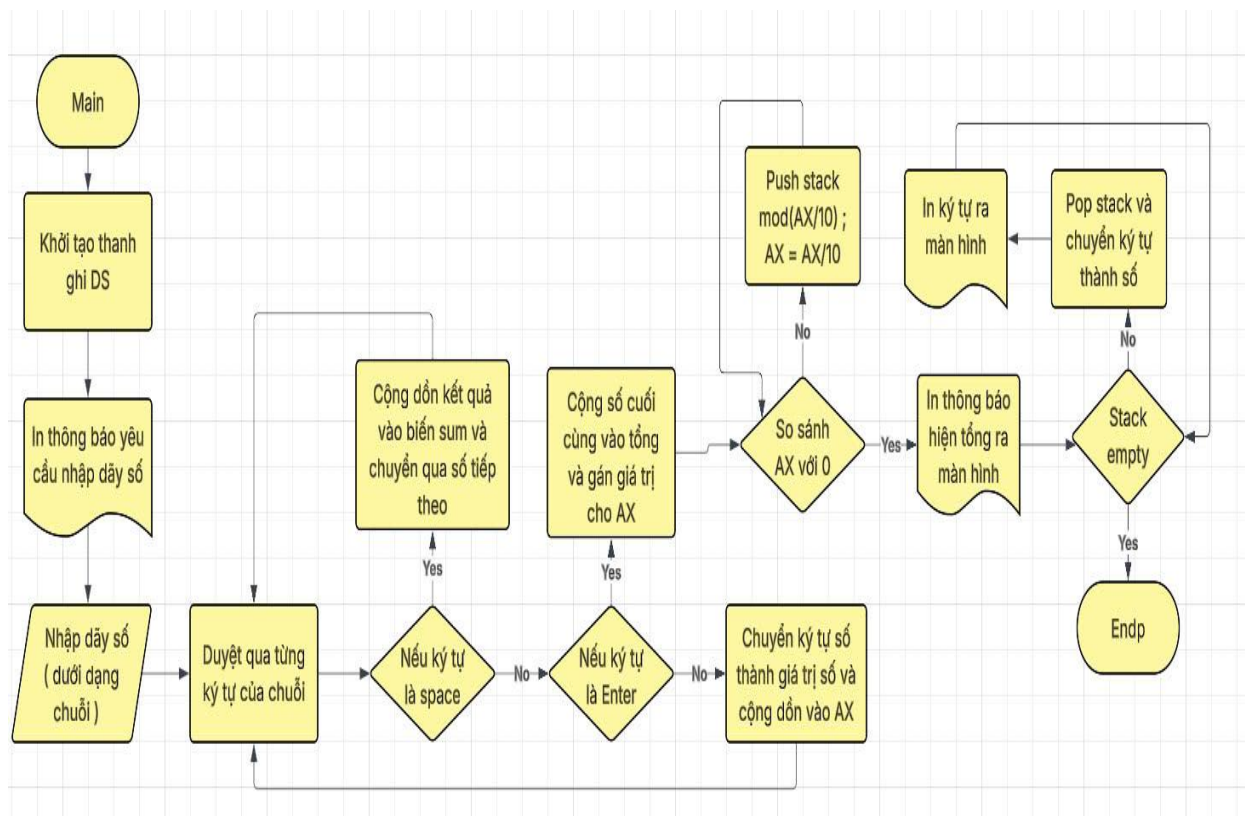 Main
Khởi tạo thanh
ghi DS
In thông báo yêu
cầu nhập dãy số
Nhập dãy số
( dưới dạng
chuỗi )
Duyệt qua từng
ký tự của chuỗi
Nếu ký tự
là space
Yes
Cộng dồn kết quả
vào biến sum và
chuyển qua số tiếp
theo
No
Nếu ký tự
là Enter
Yes
Cộng số cuối
cùng vào tổng
và gán giá trị
cho AX
No
Chuyển ký tự số
thành giá trị số và
cộng dồn vào AX
So sánh
AX với 0
No
Push stack
mod(AX/10) ;
AX = AX/10
Yes
In thông báo
hiện tổng ra
màn hình
Stack
empty
No
Pop stack và
chuyển ký tự
thành số
In ký tự ra
màn hình
Yes
Endp